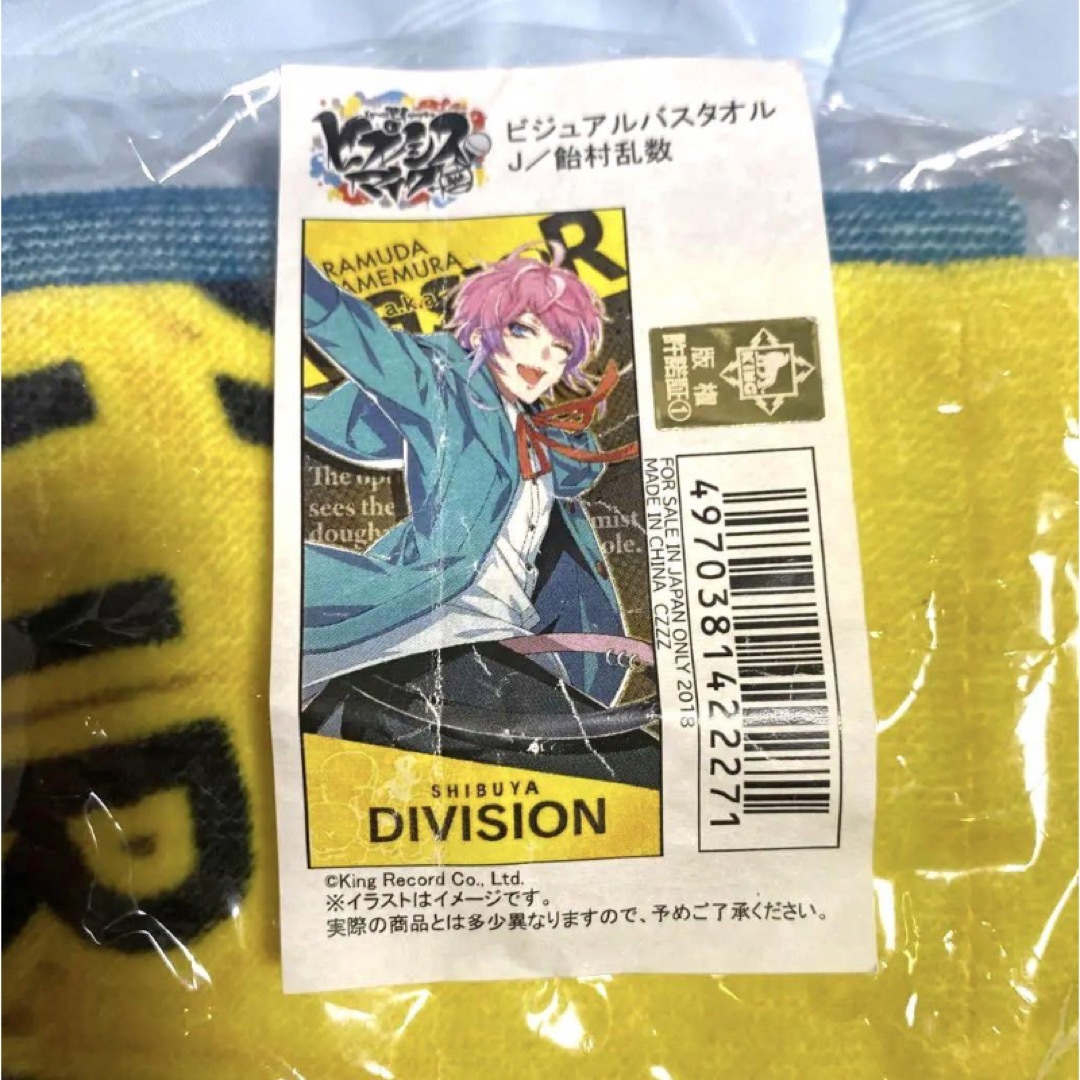 ヒプノシス
マイク
ビジュアルバスタオル
J／飴村乱数
RAMUDA
AMEMURA
a.k.a
R
The op
sees the
dough
mist
ole.
SHIBUYA
DIVISION
KING
版権
許諾証①
FOR SALE IN JAPAN ONLY 2018
MADE IN CHINA CZZZ
4970381422271
©King Record Co., Ltd.
※イラストはイメージです。
実際の商品とは多少異なりますので、予めご了承ください。
R